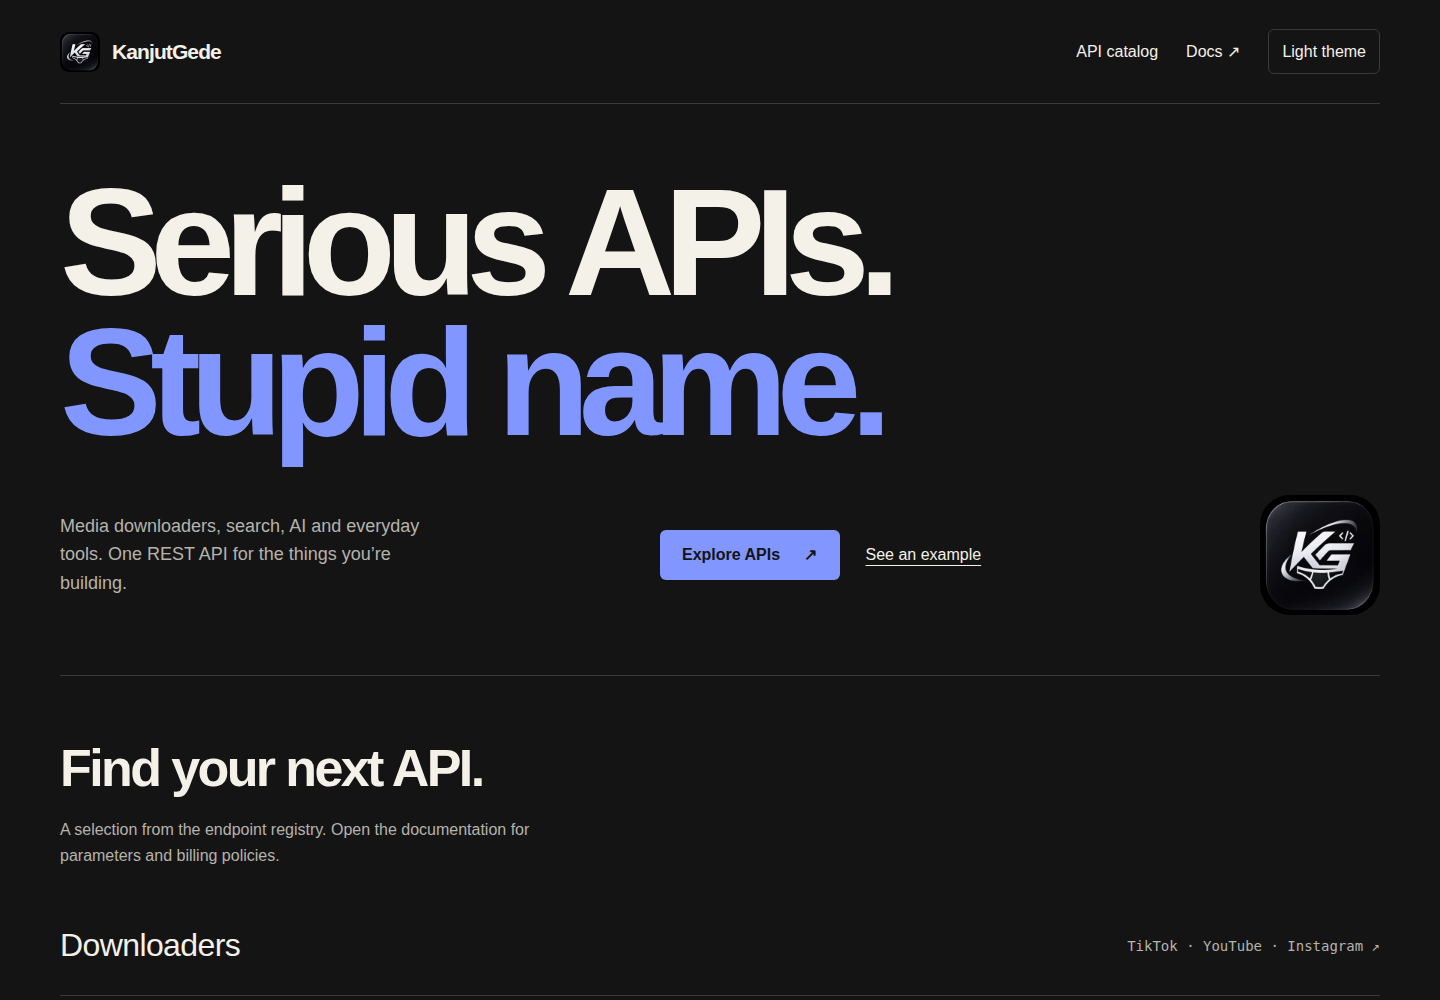 KG </> KanjutGede
API catalog
Docs ↗
Light theme
Serious APIs.
Stupid name.
Media downloaders, search, AI and everyday
tools. One REST API for the things you’re
building.
Explore APIs ↗
See an example
KG </>
Find your next API.
A selection from the endpoint registry. Open the documentation for
parameters and billing policies.
Downloaders
TikTok · YouTube · Instagram ↗